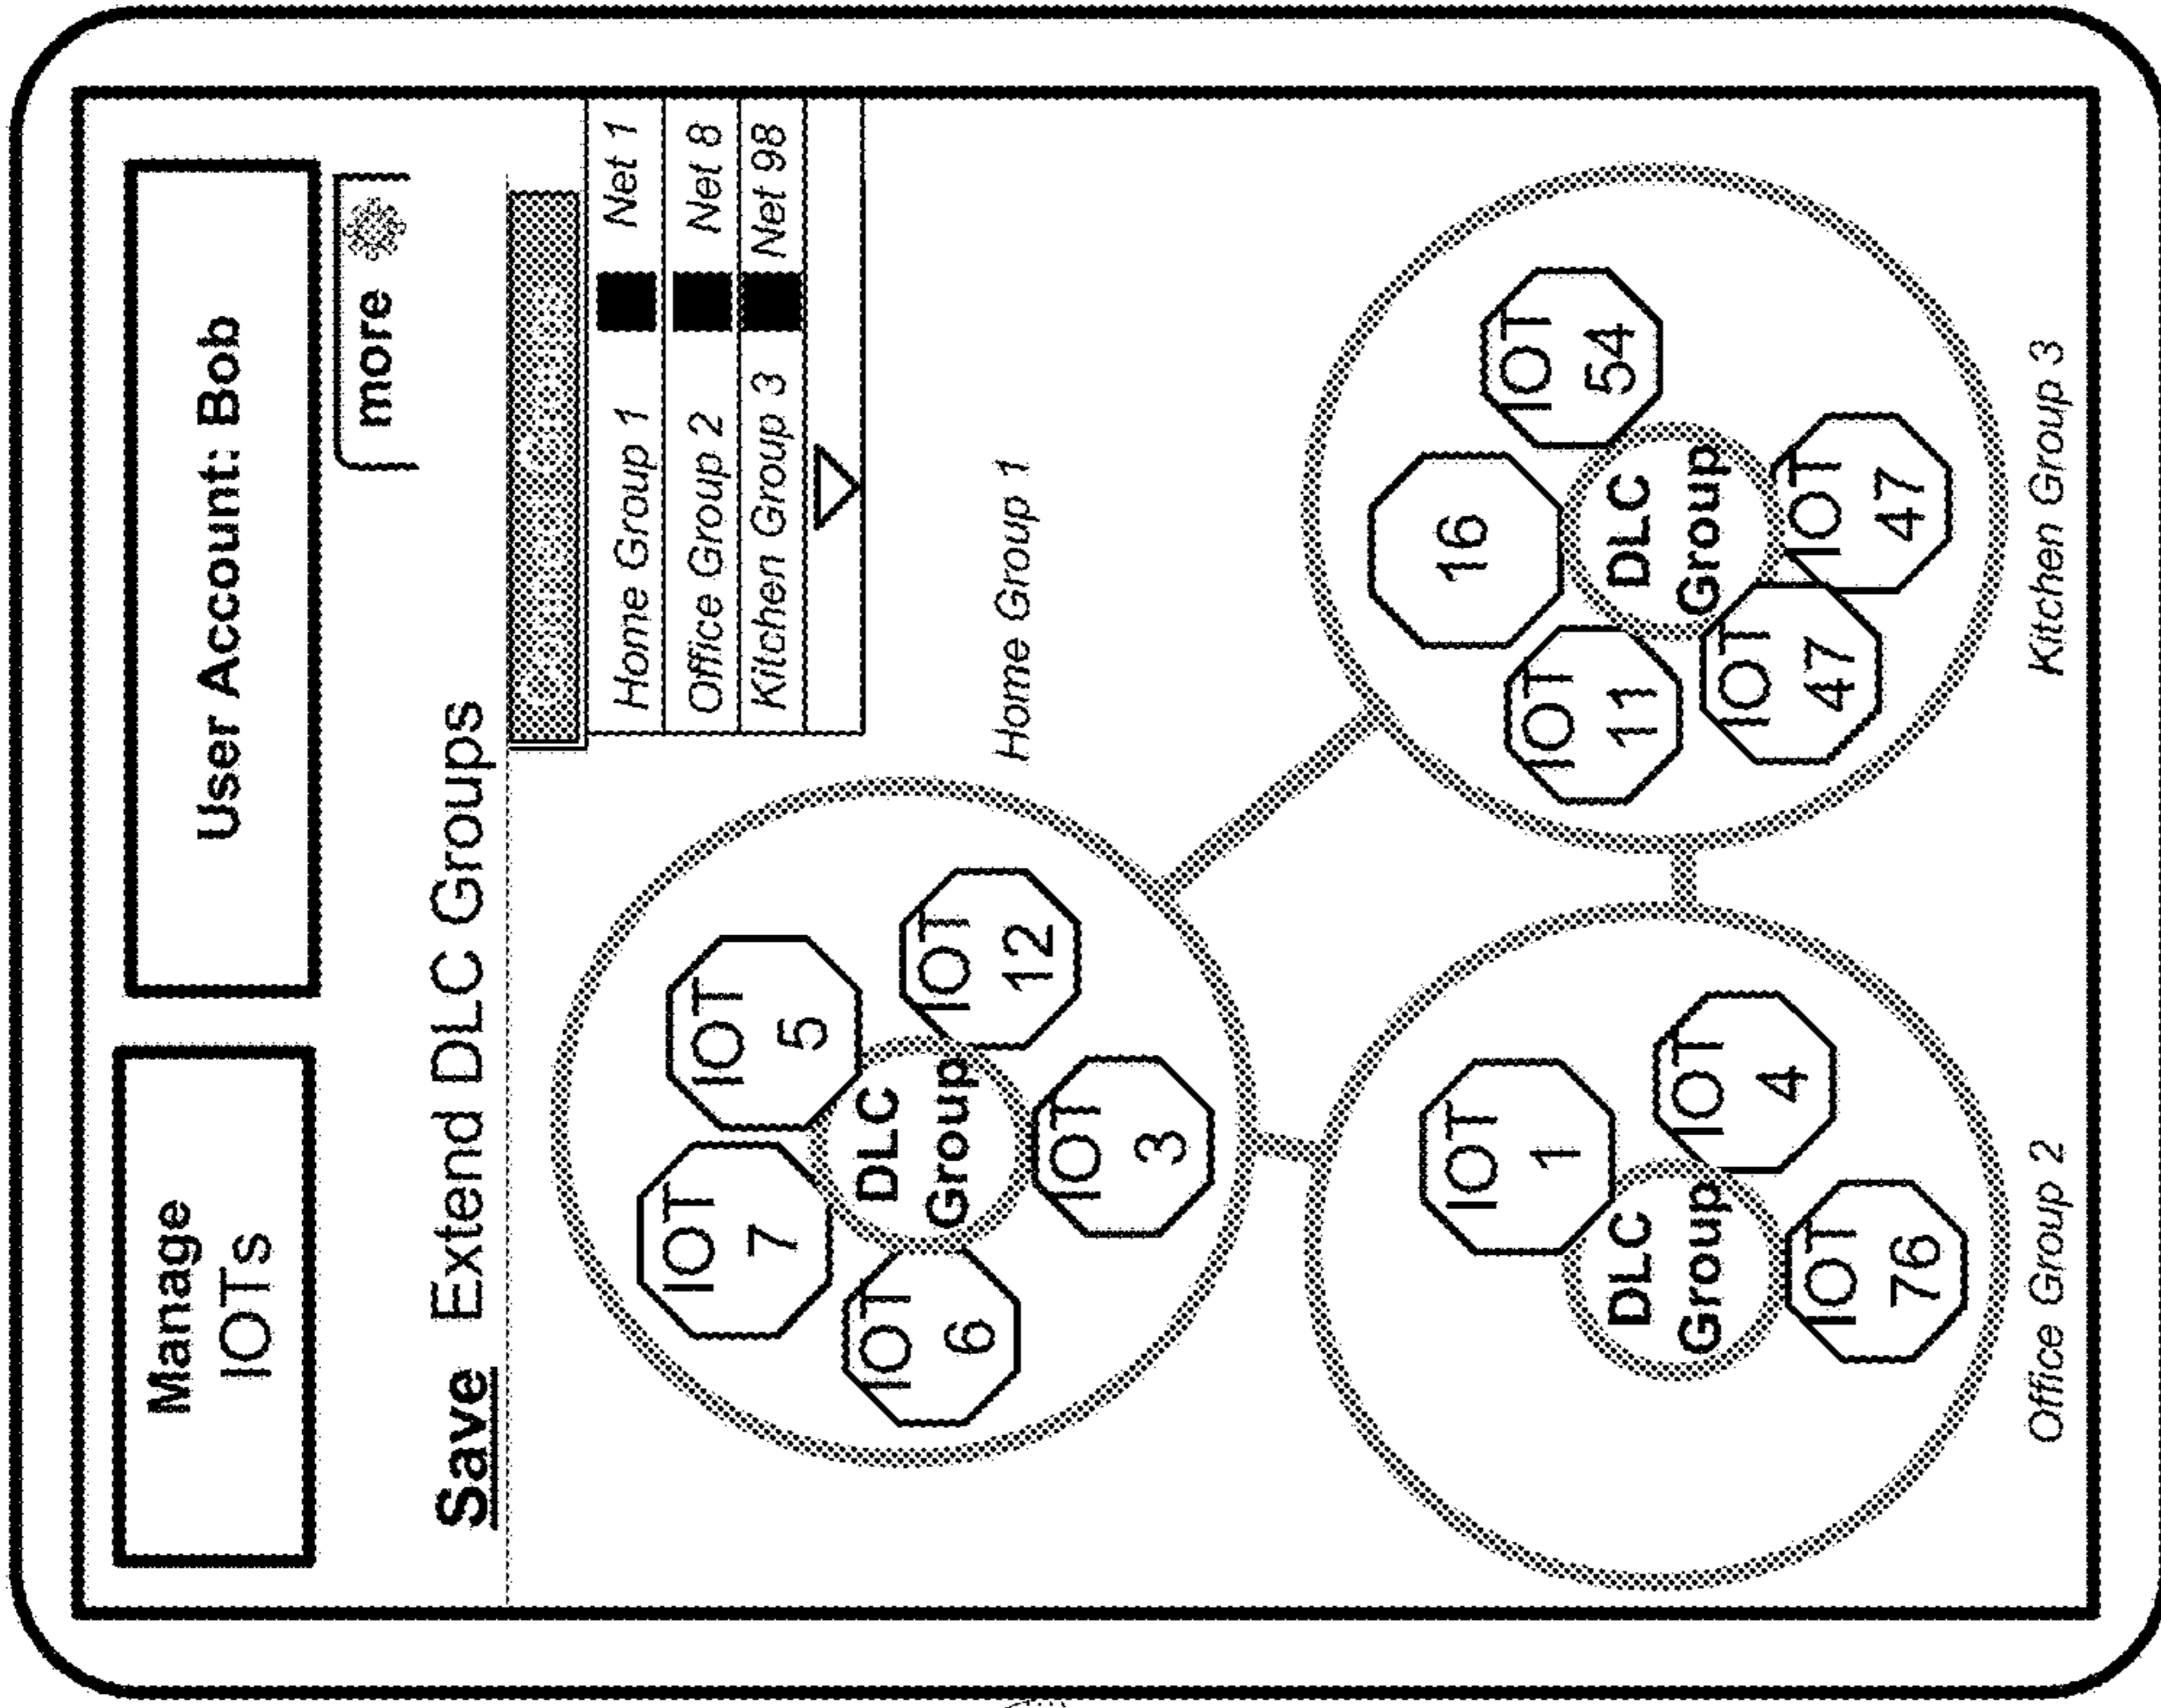 Manage
IOTs
User Account: Bob
more
Save Extend DLC Groups
Home Group 1 Net 1
Office Group 2 Net 8
Kitchen Group 3 Net 98
Home Group 1
IOT
7
IOT
5
IOT
6
DLC
Group
IOT
12
IOT
3
IOT
1
DLC
Group
IOT
4
IOT
76
Office Group 2
16
IOT
11
IOT
54
DLC
Group
IOT
47
IOT
47
Kitchen Group 3